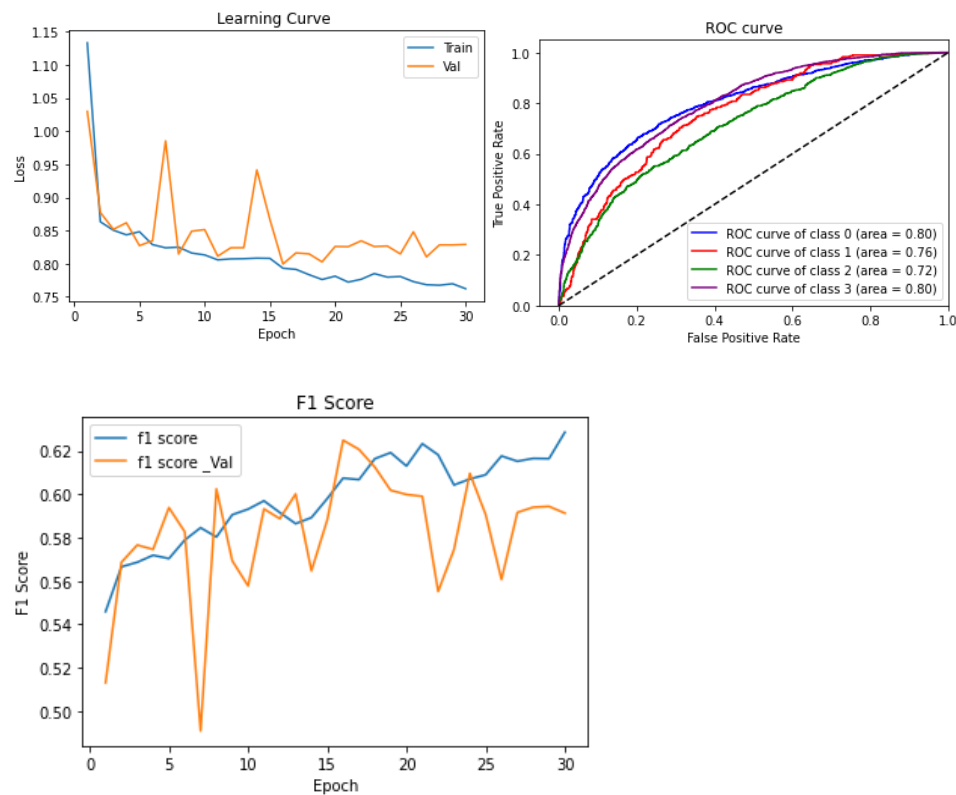 Learning Curve
1.15
1.10
1.05
1.00
0.95
0.90
0.85
0.80
0.75
Loss
Train
Val
0 5 10 15 20 25 30
Epoch
ROC curve
1.0
0.8
0.6
0.4
0.2
0.0
True Positive Rate
ROC curve of class 0 (area = 0.80)
ROC curve of class 1 (area = 0.76)
ROC curve of class 2 (area = 0.72)
ROC curve of class 3 (area = 0.80)
0.0 0.2 0.4 0.6 0.8 1.0
False Positive Rate
F1 Score
0.62
0.60
0.58
0.56
0.54
0.52
0.50
F1 Score
f1 score
f1 score _Val
0 5 10 15 20 25 30
Epoch